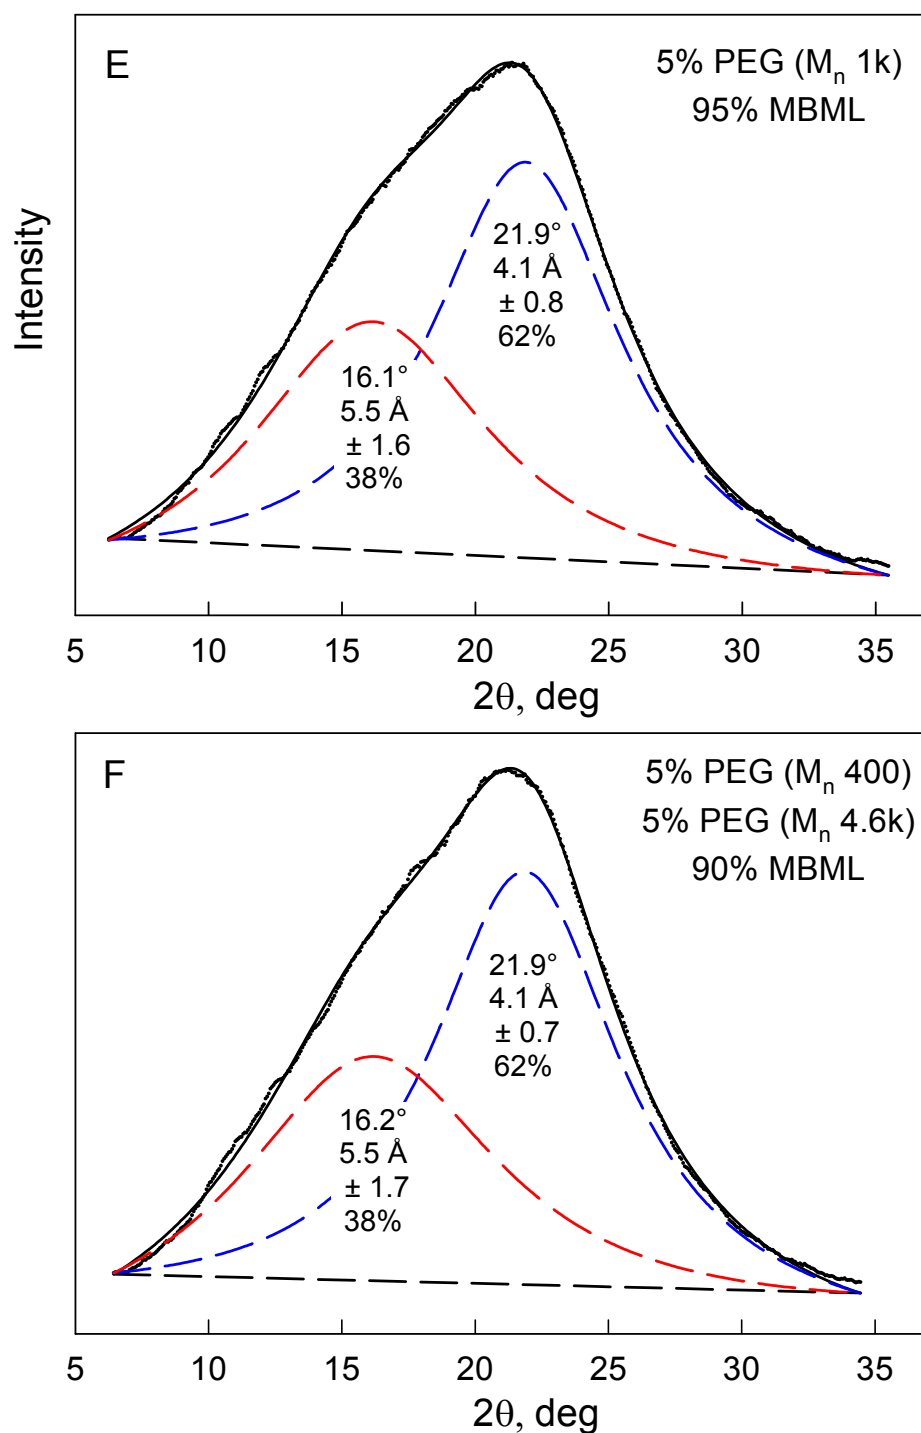 E
5% PEG (Mn 1k)
95% MBML
Intensity
21.9°
4.1 Å
± 0.8
62%
16.1°
5.5 Å
± 1.6
38%
5 10 15 20 25 30 35
2θ, deg
F
5% PEG (Mn 400)
5% PEG (Mn 4.6k)
90% MBML
21.9°
4.1 Å
± 0.7
62%
16.2°
5.5 Å
± 1.7
38%
5 10 15 20 25 30 35
2θ, deg